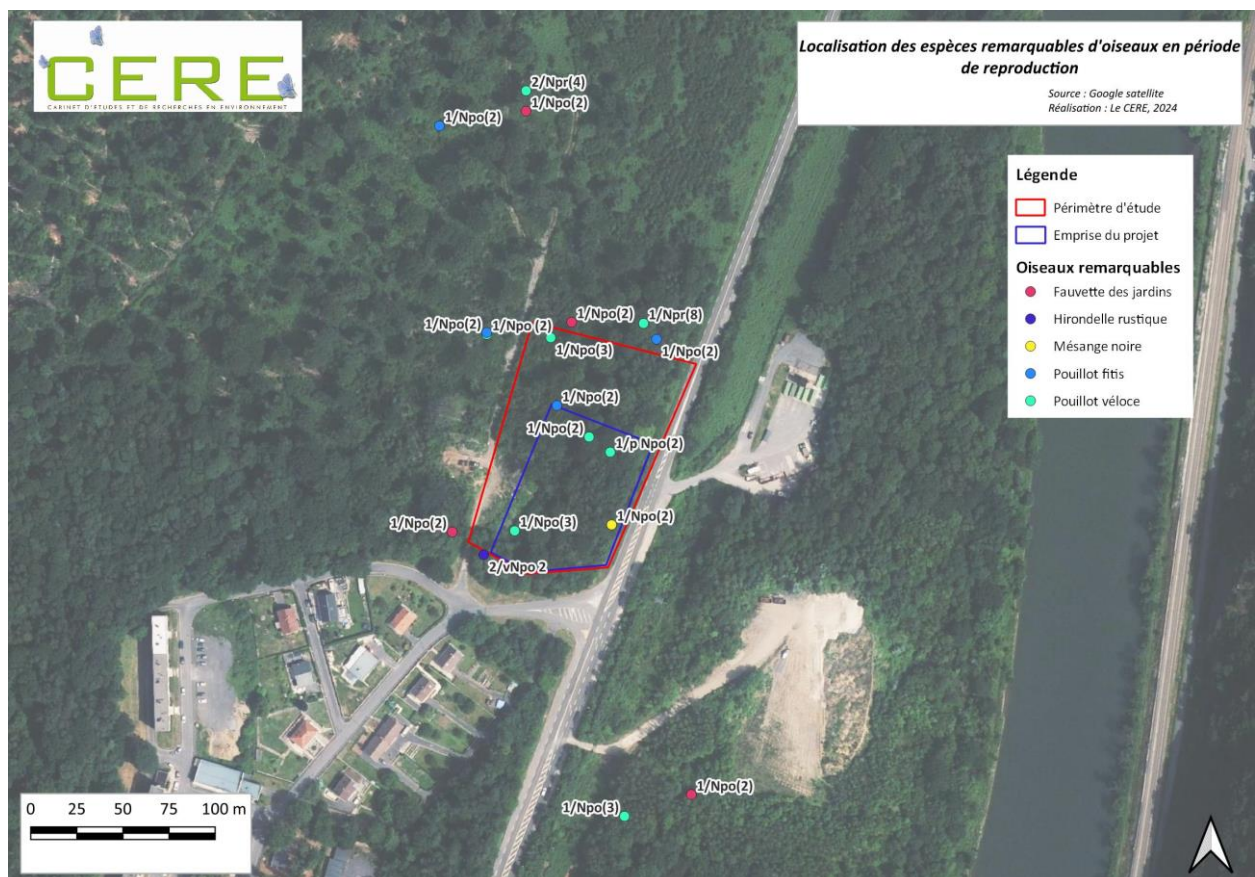 CERE
CABINET D'ÉTUDES ET DE RECHERCHES EN ENVIRONNEMENT
Localisation des espèces remarquables d'oiseaux en période
de reproduction
Source : Google satellite
Réalisation : Le CERE, 2024
2/Npr(4)
1/Npo(2)
1/Npo(2)
Légende
Périmètre d'étude
Emprise du projet
Oiseaux remarquables
Fauvette des jardins
Hirondelle rustique
Mésange noire
Pouillot fitis
Pouillot véloce
1/Npo(2)
1/Npr(8)
1/Npo(2)
1/Npo (2)
1/Npo(3)
1/Npo(2)
1/Npo(2)
1/Npo(2)
1/p Npo(2)
1/Npo(2)
1/Npo(3)
1/Npo(2)
2/vNpo 2
1/Npo(2)
1/Npo(3)
0 25 50 75 100 m